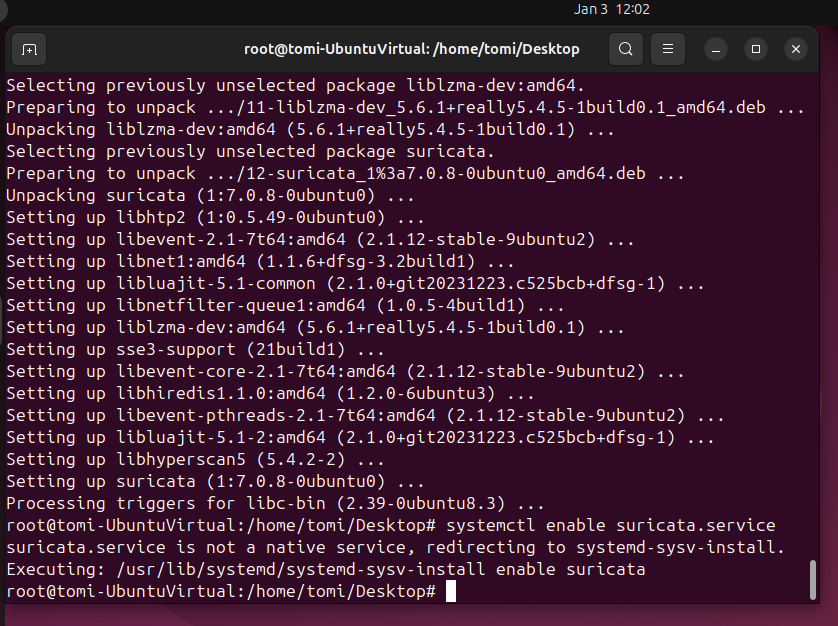 Jan 3 12:02
root@tomi-UbuntuVirtual: /home/tomi/Desktop
Selecting previously unselected package liblzma-dev:amd64.
Preparing to unpack .../11-liblzma-dev_5.6.1+really5.4.5-1build0.1_amd64.deb ...
Unpacking liblzma-dev:amd64 (5.6.1+really5.4.5-1build0.1) ...
Selecting previously unselected package suricata.
Preparing to unpack .../12-suricata_1%3a7.0.8-0ubuntu0_amd64.deb ...
Unpacking suricata (1:7.0.8-0ubuntu0) ...
Setting up libhtp2 (1:0.5.49-0ubuntu0) ...
Setting up libevent-2.1-7t64:amd64 (2.1.12-stable-9ubuntu2) ...
Setting up libnet1:amd64 (1.1.6+dfsg-3.2build1) ...
Setting up libluajit-5.1-common (2.1.0+git20231223.c525bcb+dfsg-1) ...
Setting up libnetfilter-queue1:amd64 (1.0.5-4build1) ...
Setting up liblzma-dev:amd64 (5.6.1+really5.4.5-1build0.1) ...
Setting up sse3-support (21build1) ...
Setting up libevent-core-2.1-7t64:amd64 (2.1.12-stable-9ubuntu2) ...
Setting up libhiredis1.1.0:amd64 (1.2.0-6ubuntu3) ...
Setting up libevent-pthreads-2.1-7t64:amd64 (2.1.12-stable-9ubuntu2) ...
Setting up libluajit-5.1-2:amd64 (2.1.0+git20231223.c525bcb+dfsg-1) ...
Setting up libhyperscan5 (5.4.2-2) ...
Setting up suricata (1:7.0.8-0ubuntu0) ...
Processing triggers for libc-bin (2.39-0ubuntu8.3) ...
root@tomi-UbuntuVirtual:/home/tomi/Desktop# systemctl enable suricata.service
suricata.service is not a native service, redirecting to systemd-sysv-install.
Executing: /usr/lib/systemd/systemd-sysv-install enable suricata
root@tomi-UbuntuVirtual:/home/tomi/Desktop#